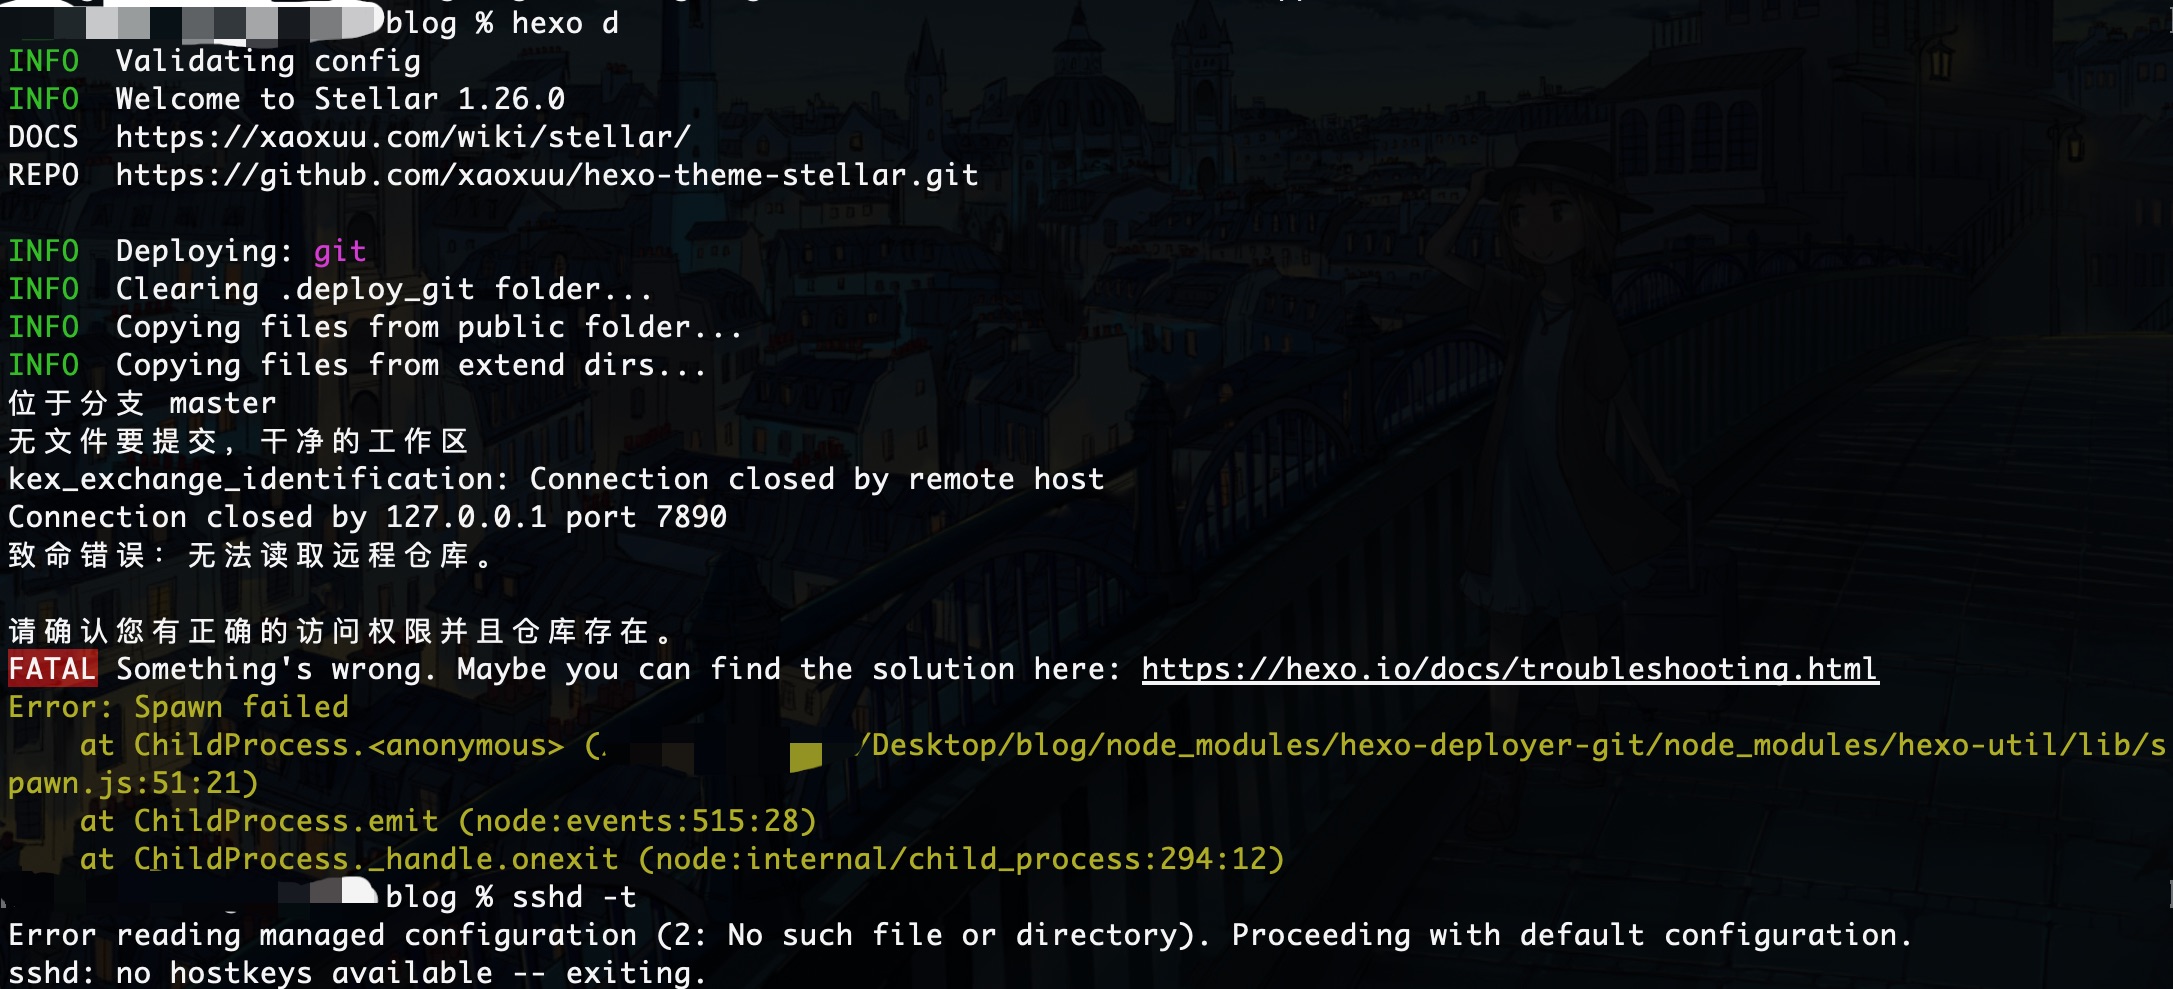 blog % hexo d
INFO  Validating config
INFO  Welcome to Stellar 1.26.0
DOCS  https://xaoxuu.com/wiki/stellar/
REPO  https://github.com/xaoxuu/hexo-theme-stellar.git
INFO  Deploying: git
INFO  Clearing .deploy_git folder...
INFO  Copying files from public folder...
INFO  Copying files from extend dirs...
位于分支 master
无文件要提交，干净的工作区
kex_exchange_identification: Connection closed by remote host
Connection closed by 127.0.0.1 port 7890
致命错误：无法读取远程仓库。
请确认您有正确的访问权限并且仓库存在。
FATAL Something's wrong. Maybe you can find the solution here: https://hexo.io/docs/troubleshooting.html
Error: Spawn failed
    at ChildProcess.<anonymous> (/Desktop/blog/node_modules/hexo-deployer-git/node_modules/hexo-util/lib/s
pawn.js:51:21)
    at ChildProcess.emit (node:events:515:28)
    at ChildProcess._handle.onexit (node:internal/child_process:294:12)
blog % sshd -t
Error reading managed configuration (2: No such file or directory). Proceeding with default configuration.
sshd: no hostkeys available -- exiting.